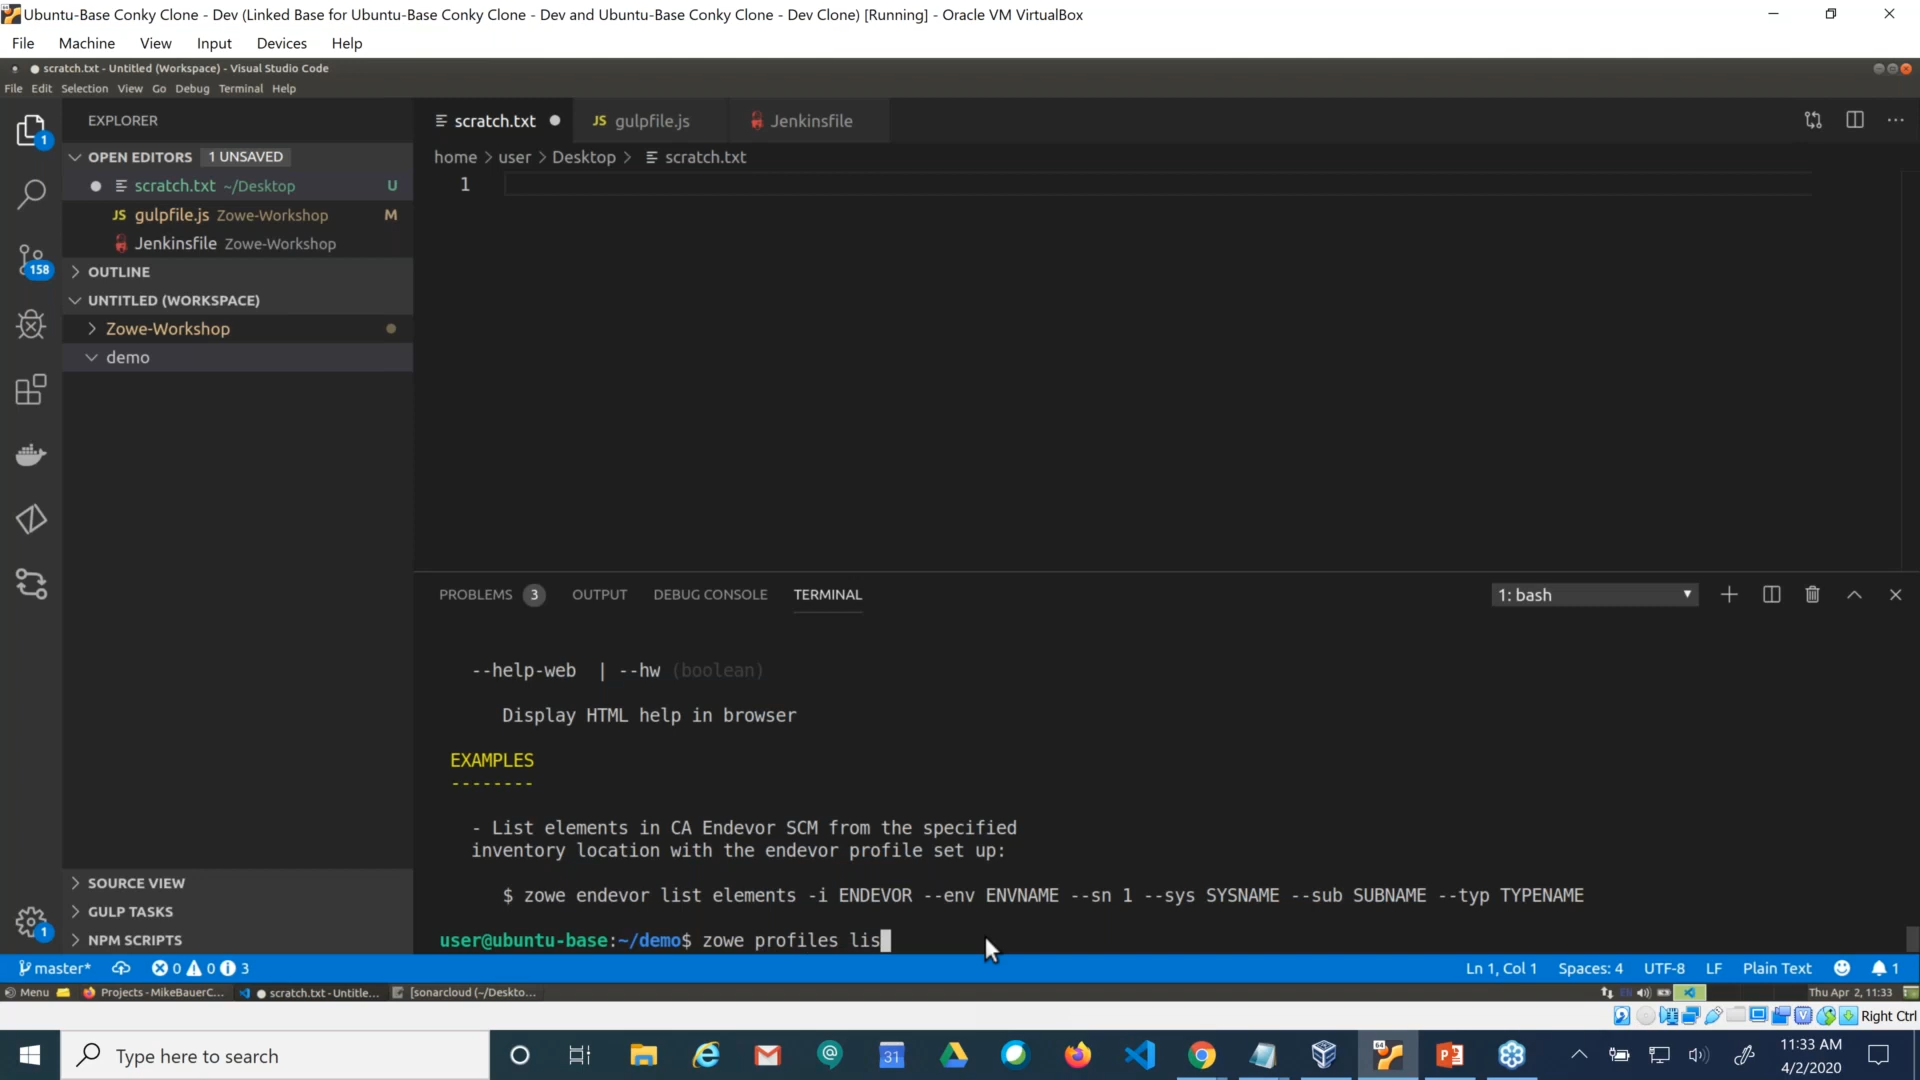 Ubuntu-Base Conky Clone - Dev (Linked Base for Ubuntu-Base Conky Clone - Dev and Ubuntu-Base Conky Clone - Dev Clone) [Running] - Oracle VM VirtualBox
File Machine View Input Devices Help
scratch.txt - Untitled (Workspace) - Visual Studio Code
File Edit Selection View Go Debug Terminal Help
EXPLORER
OPEN EDITORS 1 UNSAVED
scratch.txt ~/Desktop U
JS gulpfile.js Zowe-Workshop M
Jenkinsfile Zowe-Workshop
OUTLINE
UNTITLED (WORKSPACE)
Zowe-Workshop
demo
SOURCE VIEW
GULP TASKS
NPM SCRIPTS
1
158
1
scratch.txt JS gulpfile.js Jenkinsfile
home > user > Desktop > scratch.txt
1
PROBLEMS 3 OUTPUT DEBUG CONSOLE TERMINAL 1: bash
--help-web | --hw (boolean)
Display HTML help in browser
EXAMPLES
--------
- List elements in CA Endevor SCM from the specified
inventory location with the endevor profile set up:
$ zowe endevor list elements -i ENDEVOR --env ENVNAME --sn 1 --sys SYSNAME --sub SUBNAME --typ TYPENAME
user@ubuntu-base:~/demo$ zowe profiles lis
master* 0 0 3 Ln 1, Col 1 Spaces: 4 UTF-8 LF Plain Text 1
Menu Projects - MikeBauerC... scratch.txt - Untitle... [sonarcloud (~/Deskto... Thu Apr 2, 11:33
Right Ctrl
Type here to search
31
64
11:33 AM
4/2/2020